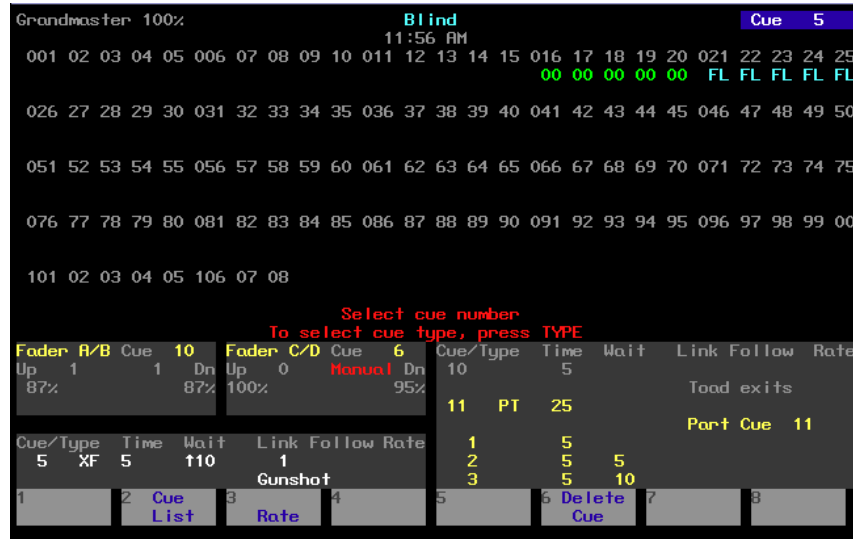 Grandmaster 100% Blind Cue 5
11:56 AM
001 02 03 04 05 006 07 08 09 10 011 12 13 14 15 016 17 18 19 20 021 22 23 24 25
00 00 00 00 00 FL FL FL FL FL
026 27 28 29 30 031 32 33 34 35 036 37 38 39 40 041 42 43 44 45 046 47 48 49 50
051 52 53 54 55 056 57 58 59 60 061 62 63 64 65 066 67 68 69 70 071 72 73 74 75
076 77 78 79 80 081 82 83 84 85 086 87 88 89 90 091 92 93 94 95 096 97 98 99 00
101 02 03 04 05 106 07 08
Select cue number
To select cue type, press TYPE
Fader A/B Cue 10
Up 1 1 Dn
87% 87%
Fader C/D Cue 6
Up 0 Manual Dn
100% 95%
Cue/Type Time Wait Link Follow Rate
5 XF 5 ↑10 1
Gunshot
Cue/Type Time Wait Link Follow Rate
10 5
Toad exits
11 PT 25
Part Cue 11
1 5
2 5 5
3 5 10
1
2 Cue List
3 Rate
4
5
6 Delete Cue
7
8